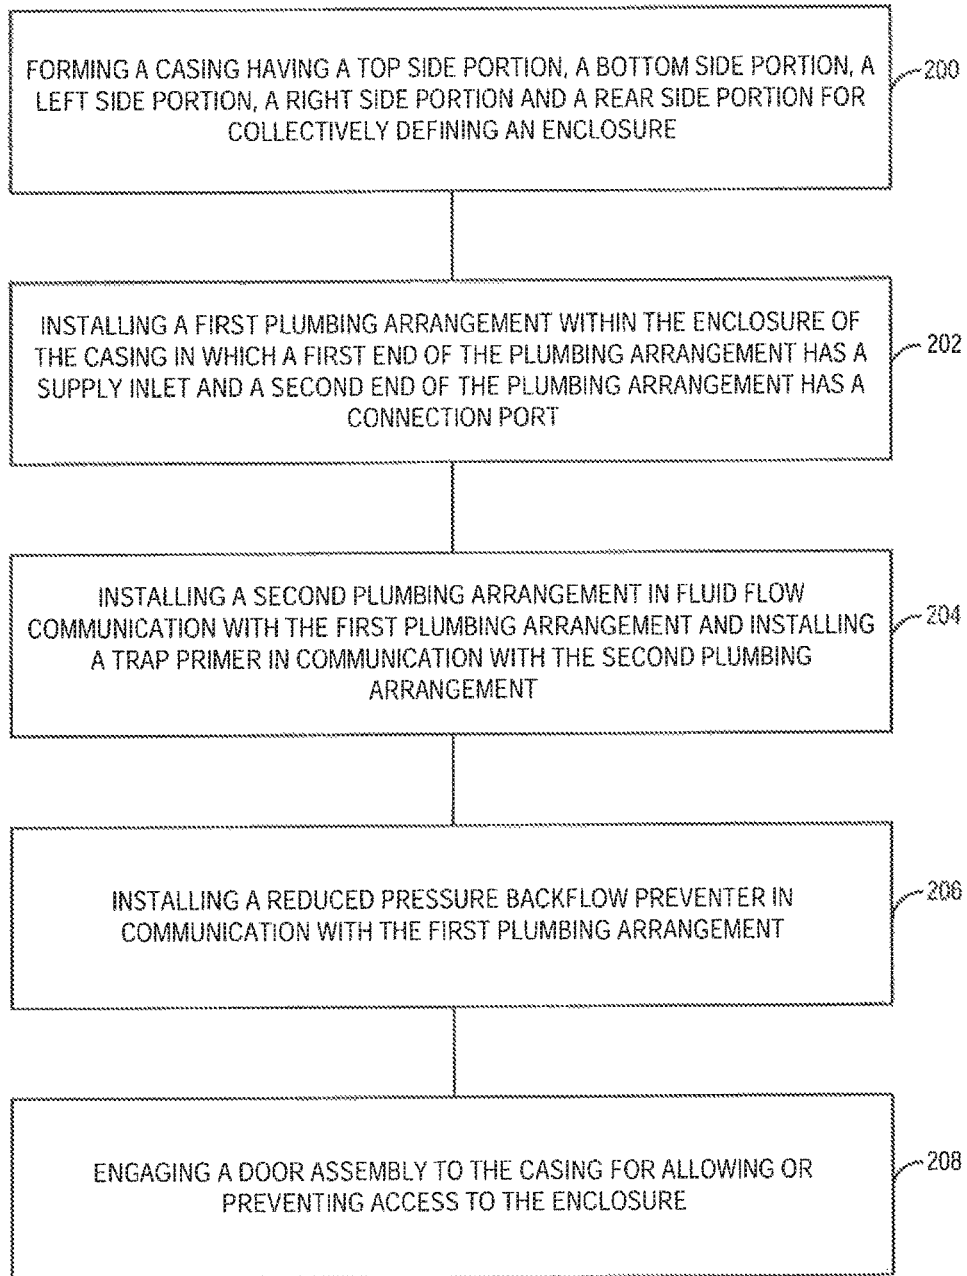 FORMING A CASING HAVING A TOP SIDE PORTION, A BOTTOM SIDE PORTION, A
LEFT SIDE PORTION, A RIGHT SIDE PORTION AND A REAR SIDE PORTION FOR
COLLECTIVELY DEFINING AN ENCLOSURE
200
INSTALLING A FIRST PLUMBING ARRANGEMENT WITHIN THE ENCLOSURE OF
THE CASING IN WHICH A FIRST END OF THE PLUMBING ARRANGEMENT HAS A
SUPPLY INLET AND A SECOND END OF THE PLUMBING ARRANGEMENT HAS A
CONNECTION PORT
202
INSTALLING A SECOND PLUMBING ARRANGEMENT IN FLUID FLOW
COMMUNICATION WITH THE FIRST PLUMBING ARRANGEMENT AND INSTALLING
A TRAP PRIMER IN COMMUNICATION WITH THE SECOND PLUMBING
ARRANGEMENT
204
INSTALLING A REDUCED PRESSURE BACKFLOW PREVENTER IN
COMMUNICATION WITH THE FIRST PLUMBING ARRANGEMENT
206
ENGAGING A DOOR ASSEMBLY TO THE CASING FOR ALLOWING OR
PREVENTING ACCESS TO THE ENCLOSURE
208